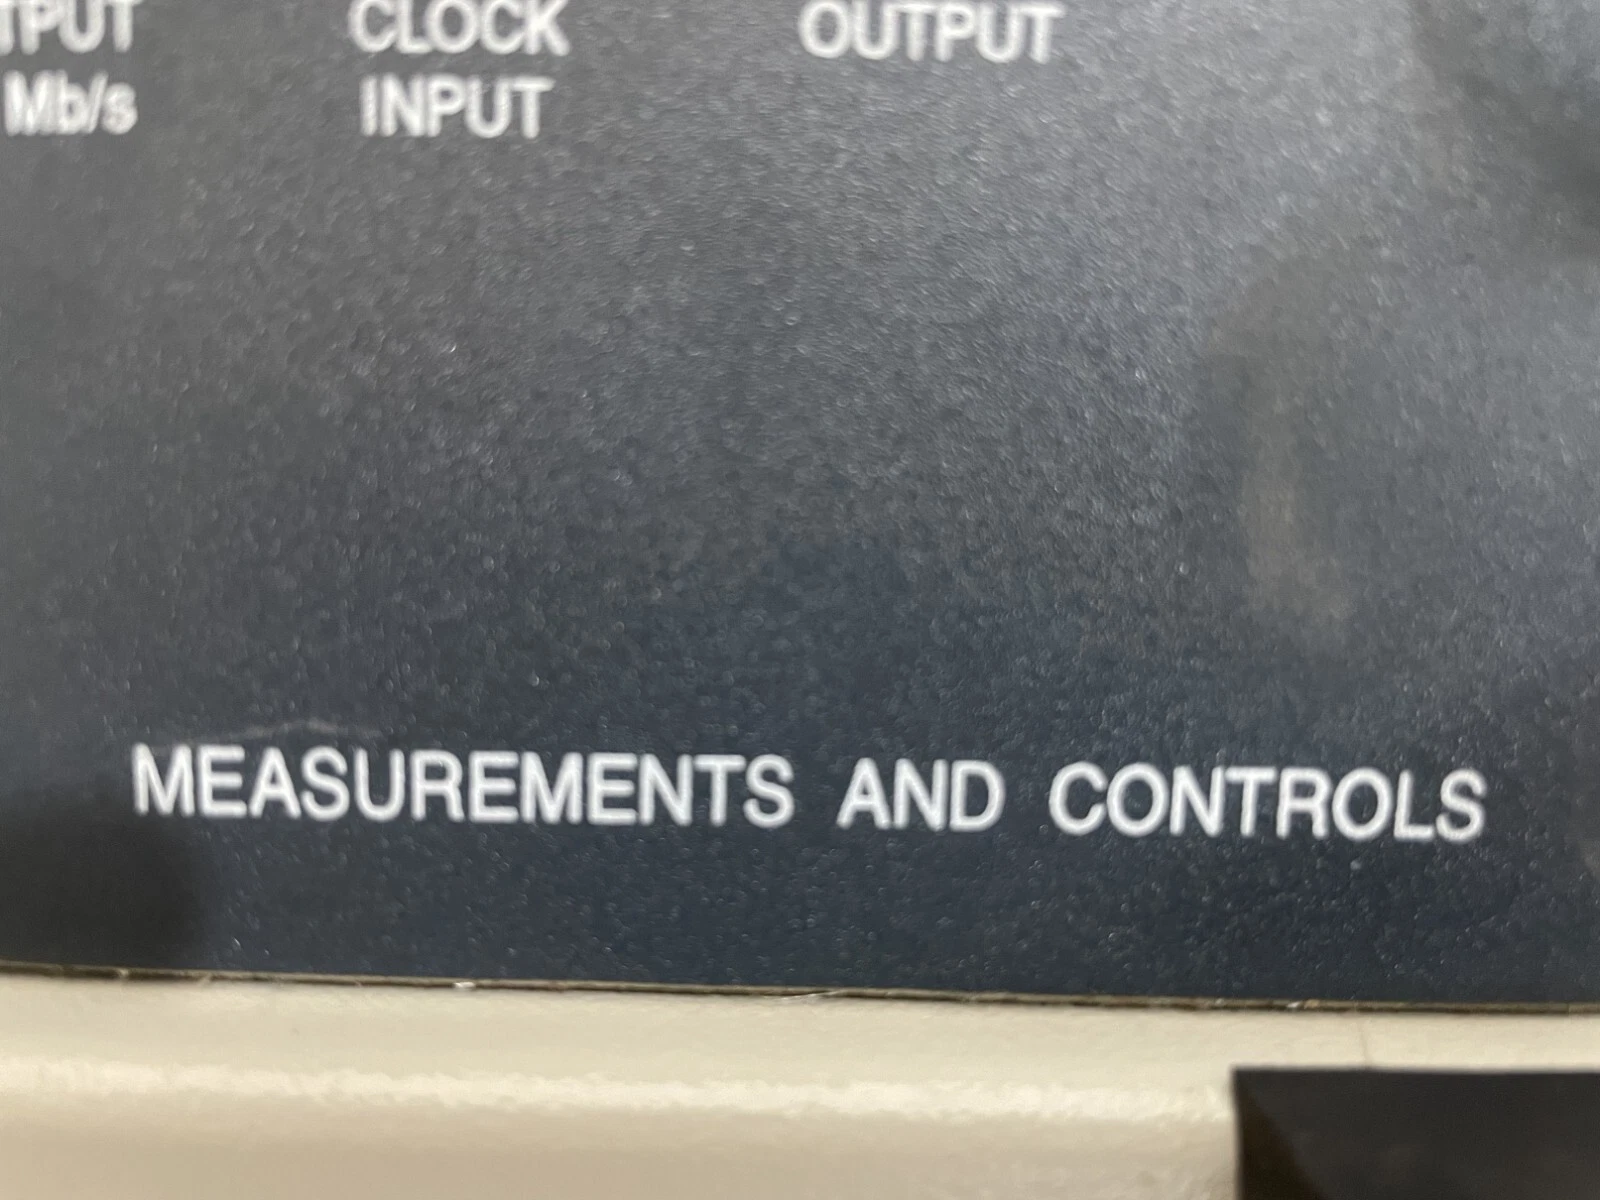 CLOCK OUTPUT
Mb/s INPUT
MEASUREMENTS AND CONTROLS